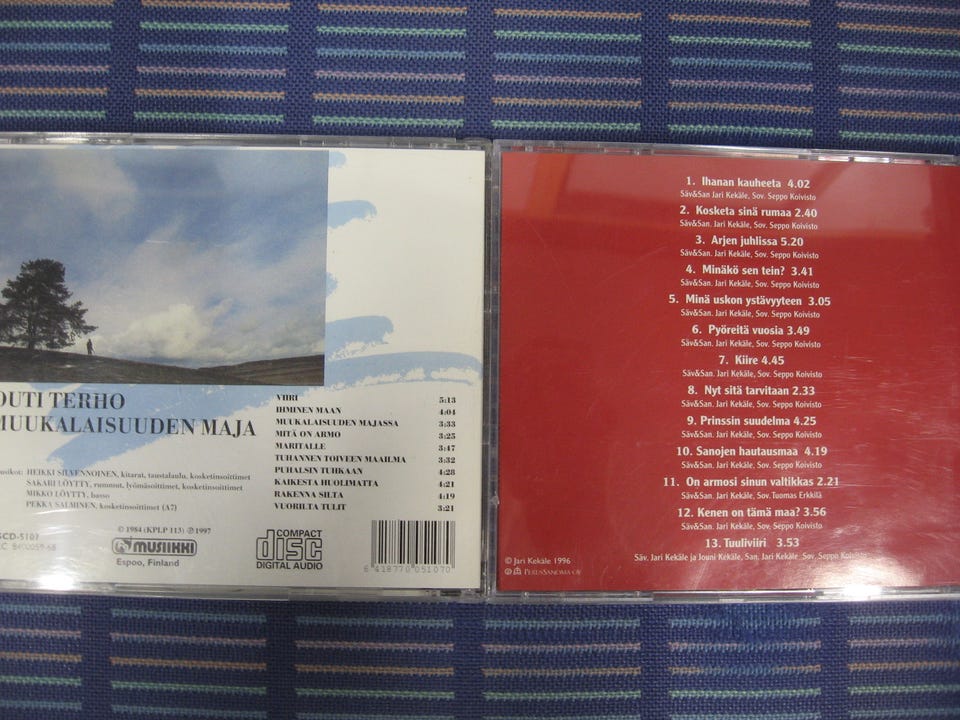 OUTI TERHO
MUUKALAISUUDEN MAJA
VIIRI 5:13
IHMINEN MAAN 4:04
MUUKALAISUUDEN MAJASSA 3:33
MITÄ ON ARMO 3:25
MARITALLE 3:47
TUHANNEN TOIVEEN MAAILMA 3:32
PUHALSIN TUHKAAN 4:28
KAIKESTA HUOLIMATTA 4:21
RAKENNA SILTA 4:19
VUORILTA TULIT 3:21
usikot: HEIKKI SILVENNOINEN, kitarat, taustalaulu, kosketinsoittimet
SAKARI LÖYTTY, rummut, lyömäsoittimet, kosketinsoittimet
MIKKO LÖYTTY, basso
PEKKA SALMINEN, kosketinsoittimet (A7)
© 1984 (KPLP 113) ℗ 1997
SCD-5107
MUSIIKKI
Espoo, Finland
COMPACT
disc
DIGITAL AUDIO
6 418770 051070
1. Ihanan kauheeta 4.02
Säv&San Jari Kekäle, Sov. Seppo Koivisto
2. Kosketa sinä rumaa 2.40
Säv&San. Jari Kekäle, Sov. Seppo Koivisto
3. Arjen juhlissa 5.20
Säv&San. Jari Kekäle, Sov. Seppo Koivisto
4. Minäkö sen tein? 3.41
Säv&San. Jari Kekäle, Sov. Seppo Koivisto
5. Minä uskon ystävyyteen 3.05
Säv&San. Jari Kekäle, Sov. Seppo Koivisto
6. Pyöreitä vuosia 3.49
Säv&San. Jari Kekäle, Sov. Seppo Koivisto
7. Kiire 4.45
Säv&San. Jari Kekäle, Sov. Seppo Koivisto
8. Nyt sitä tarvitaan 2.33
Säv&San. Jari Kekäle, Sov. Seppo Koivisto
9. Prinssin suudelma 4.25
Säv&San. Jari Kekäle, Sov. Seppo Koivisto
10. Sanojen hautausmaa 4.19
Säv&San. Jari Kekäle, Sov. Seppo Koivisto
11. On armosi sinun valtikkas 2.21
Säv&San. Jari Kekäle, Sov.Tuomas Erkkilä
12. Kenen on tämä maa? 3.56
Säv&San. Jari Kekäle, Sov. Seppo Koivisto
13. Tuuliviiri 3.53
Säv. Jari Kekäle ja Jouni Kekäle, San. Jari Kekäle, Sov. Seppo Koivisto
© Jari Kekäle 1996
PERUSSANOMA OY